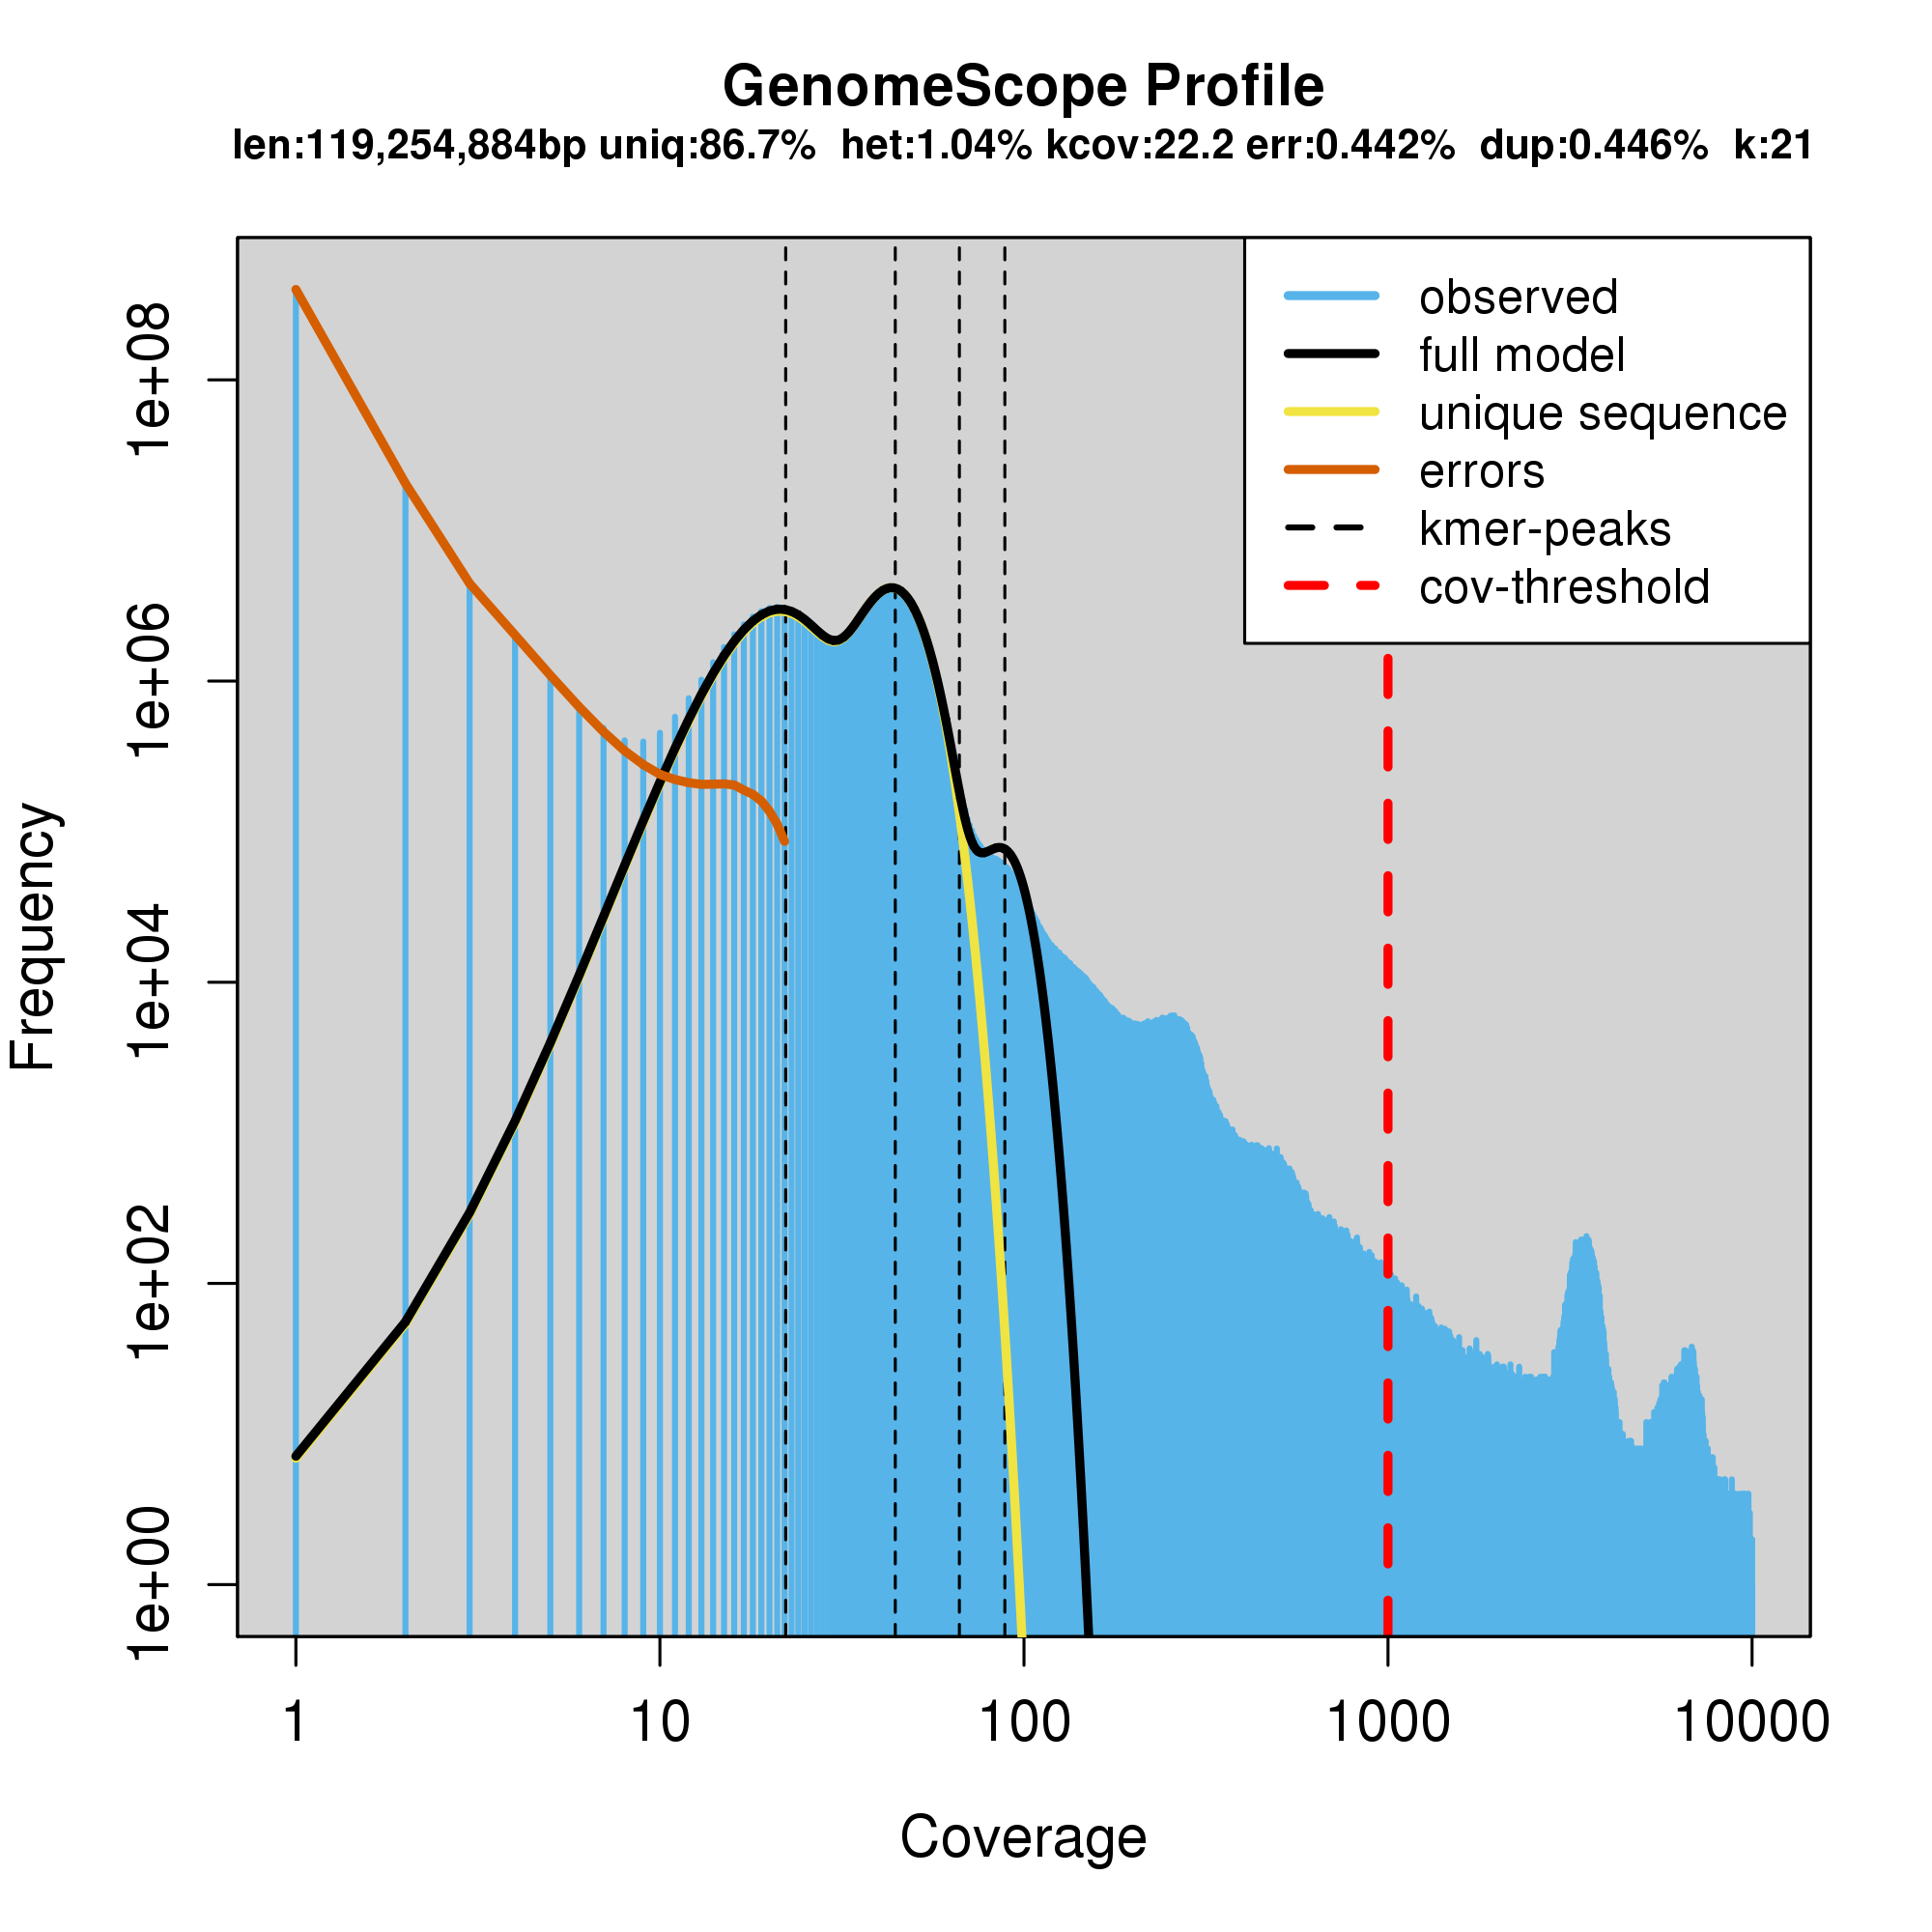 GenomeScope Profile
len:119,254,884bp uniq:86.7% het:1.04% kcov:22.2 err:0.442% dup:0.446% k:21
observed
full model
unique sequence
errors
kmer-peaks
cov-threshold
Frequency
1e+08
1e+06
1e+04
1e+02
1e+00
1 10 100 1000 10000
Coverage